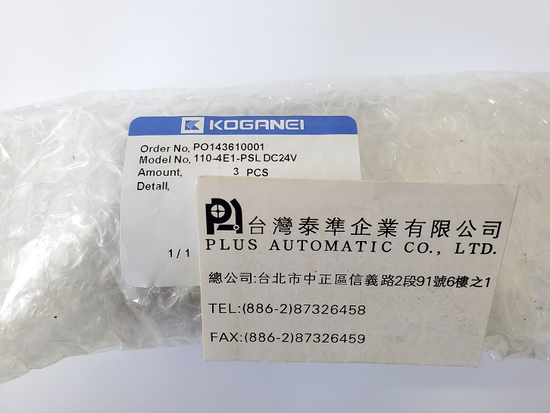 KOGANEI
Order No, PO143610001
Model No, 110-4E1-PSL DC24V
Amount, 3 PCS
Detail,
1/1
台灣泰準企業有限公司
PLUS AUTOMATIC CO., LTD.
總公司:台北市中正區信義路2段91號6樓之1
TEL:(886-2)87326458
FAX:(886-2)87326459